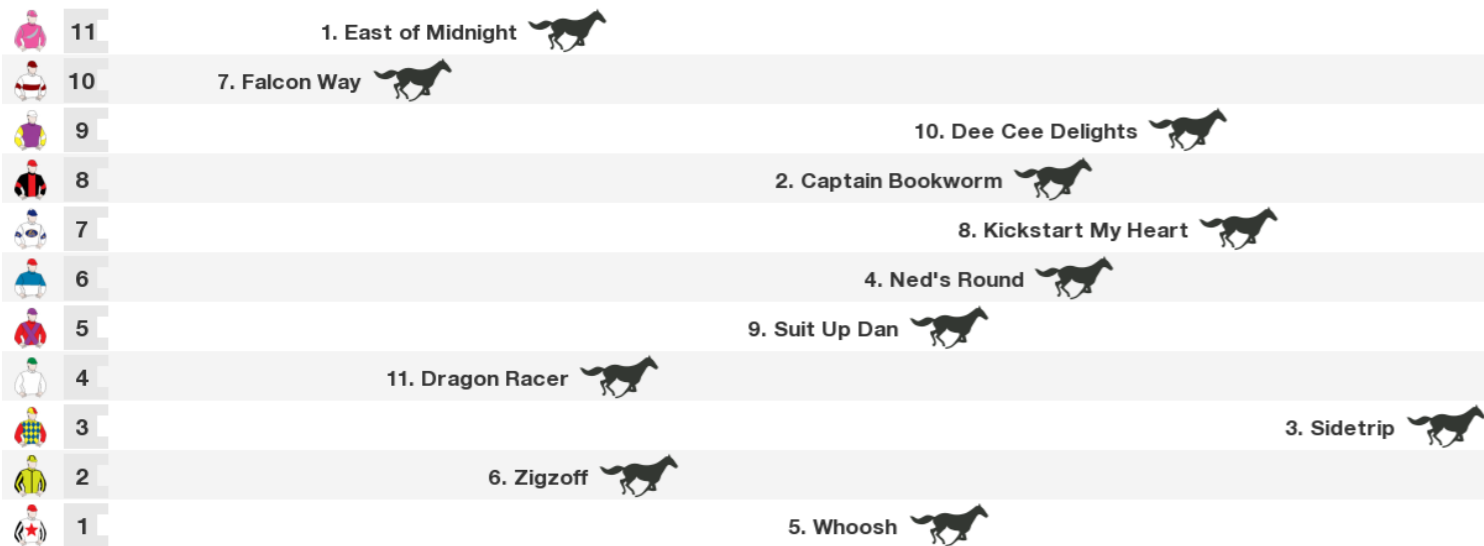 11 1. East of Midnight
10 7. Falcon Way
9 10. Dee Cee Delights
8 2. Captain Bookworm
7 8. Kickstart My Heart
6 4. Ned's Round
5 9. Suit Up Dan
4 11. Dragon Racer
3 3. Sidetrip
2 6. Zigzoff
1 5. Whoosh